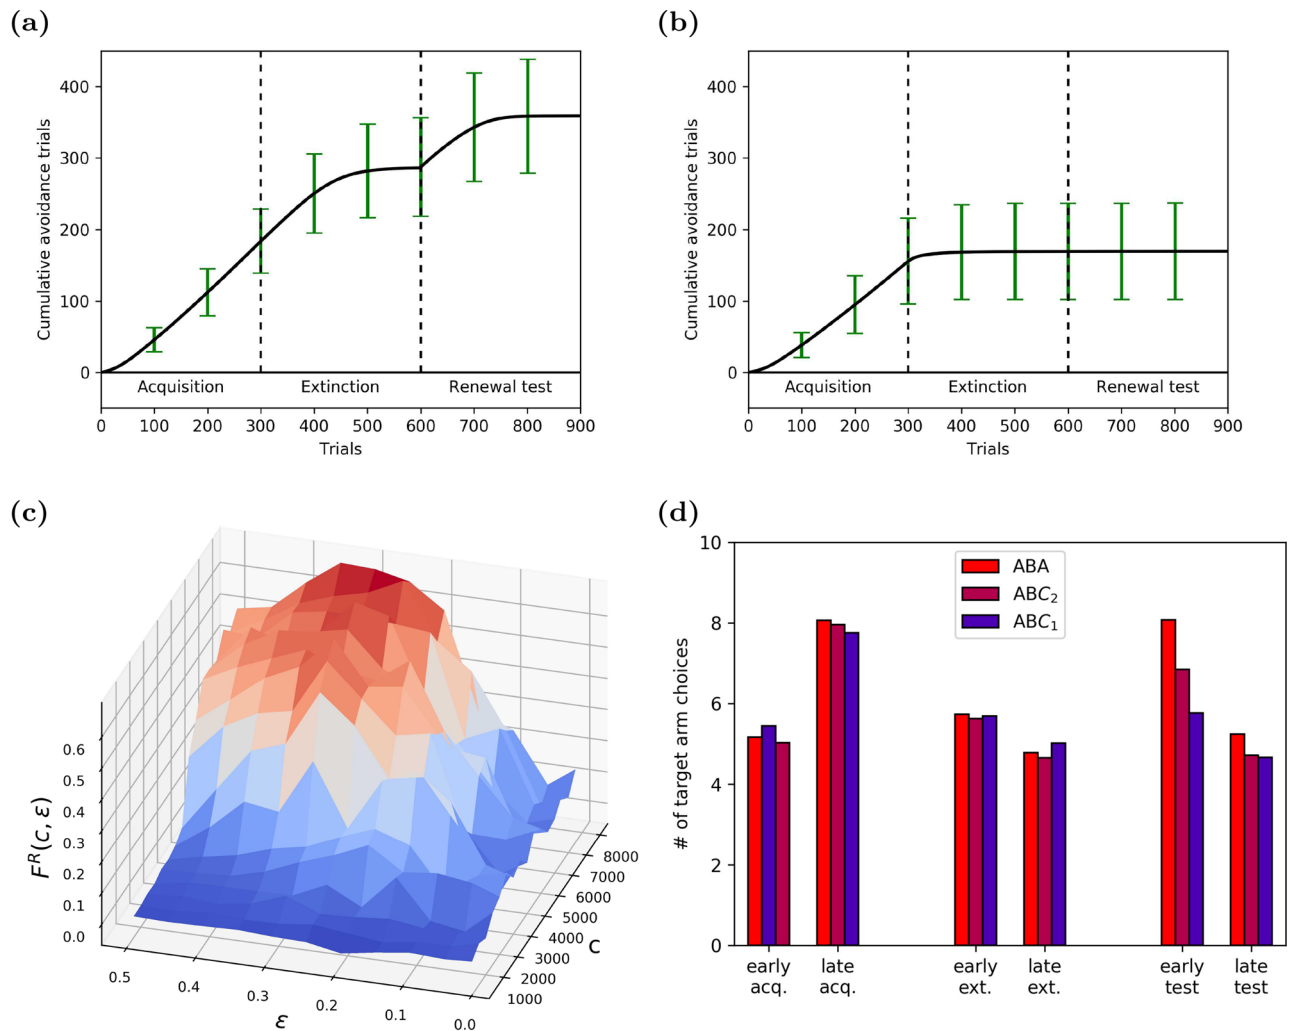 (a)
Cumulative avoidance trials
400
300
200
100
0
Acquisition Extinction Renewal test
0 100 200 300 400 500 600 700 800 900
Trials
(b)
Cumulative avoidance trials
400
300
200
100
0
Acquisition Extinction Renewal test
0 100 200 300 400 500 600 700 800 900
Trials
(c)
F^R(c, ε)
0.6
0.5
0.4
0.3
0.2
0.1
0.0
0.5 0.4 0.3 0.2 0.1 0.0
ε
8000
7000
6000
5000
4000
3000
2000
1000
c
(d)
# of target arm choices
10
8
6
4
2
0
ABA
ABC₂
ABC₁
early acq.
late acq.
early ext.
late ext.
early test
late test